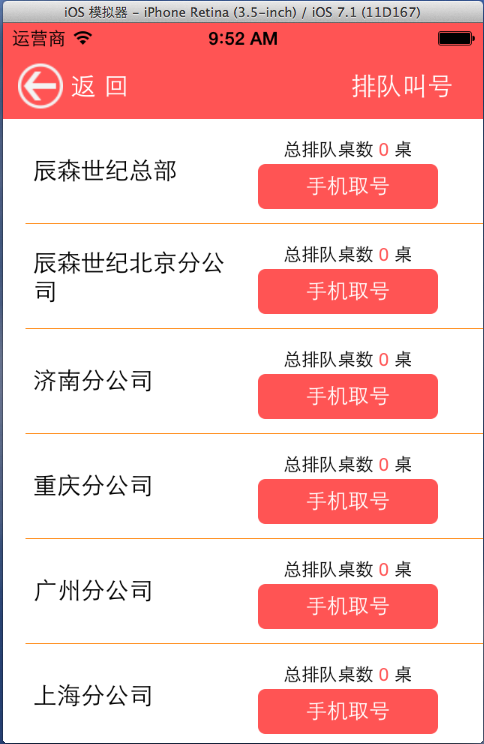 iOS 模拟器 - iPhone Retina (3.5-inch) / iOS 7.1 (11D167)
运营商 9:52 AM
返 回 排队叫号
总排队桌数 0 桌
辰森世纪总部 手机取号
总排队桌数 0 桌
辰森世纪北京分公
司 手机取号
总排队桌数 0 桌
济南分公司 手机取号
总排队桌数 0 桌
重庆分公司 手机取号
总排队桌数 0 桌
广州分公司 手机取号
总排队桌数 0 桌
上海分公司 手机取号